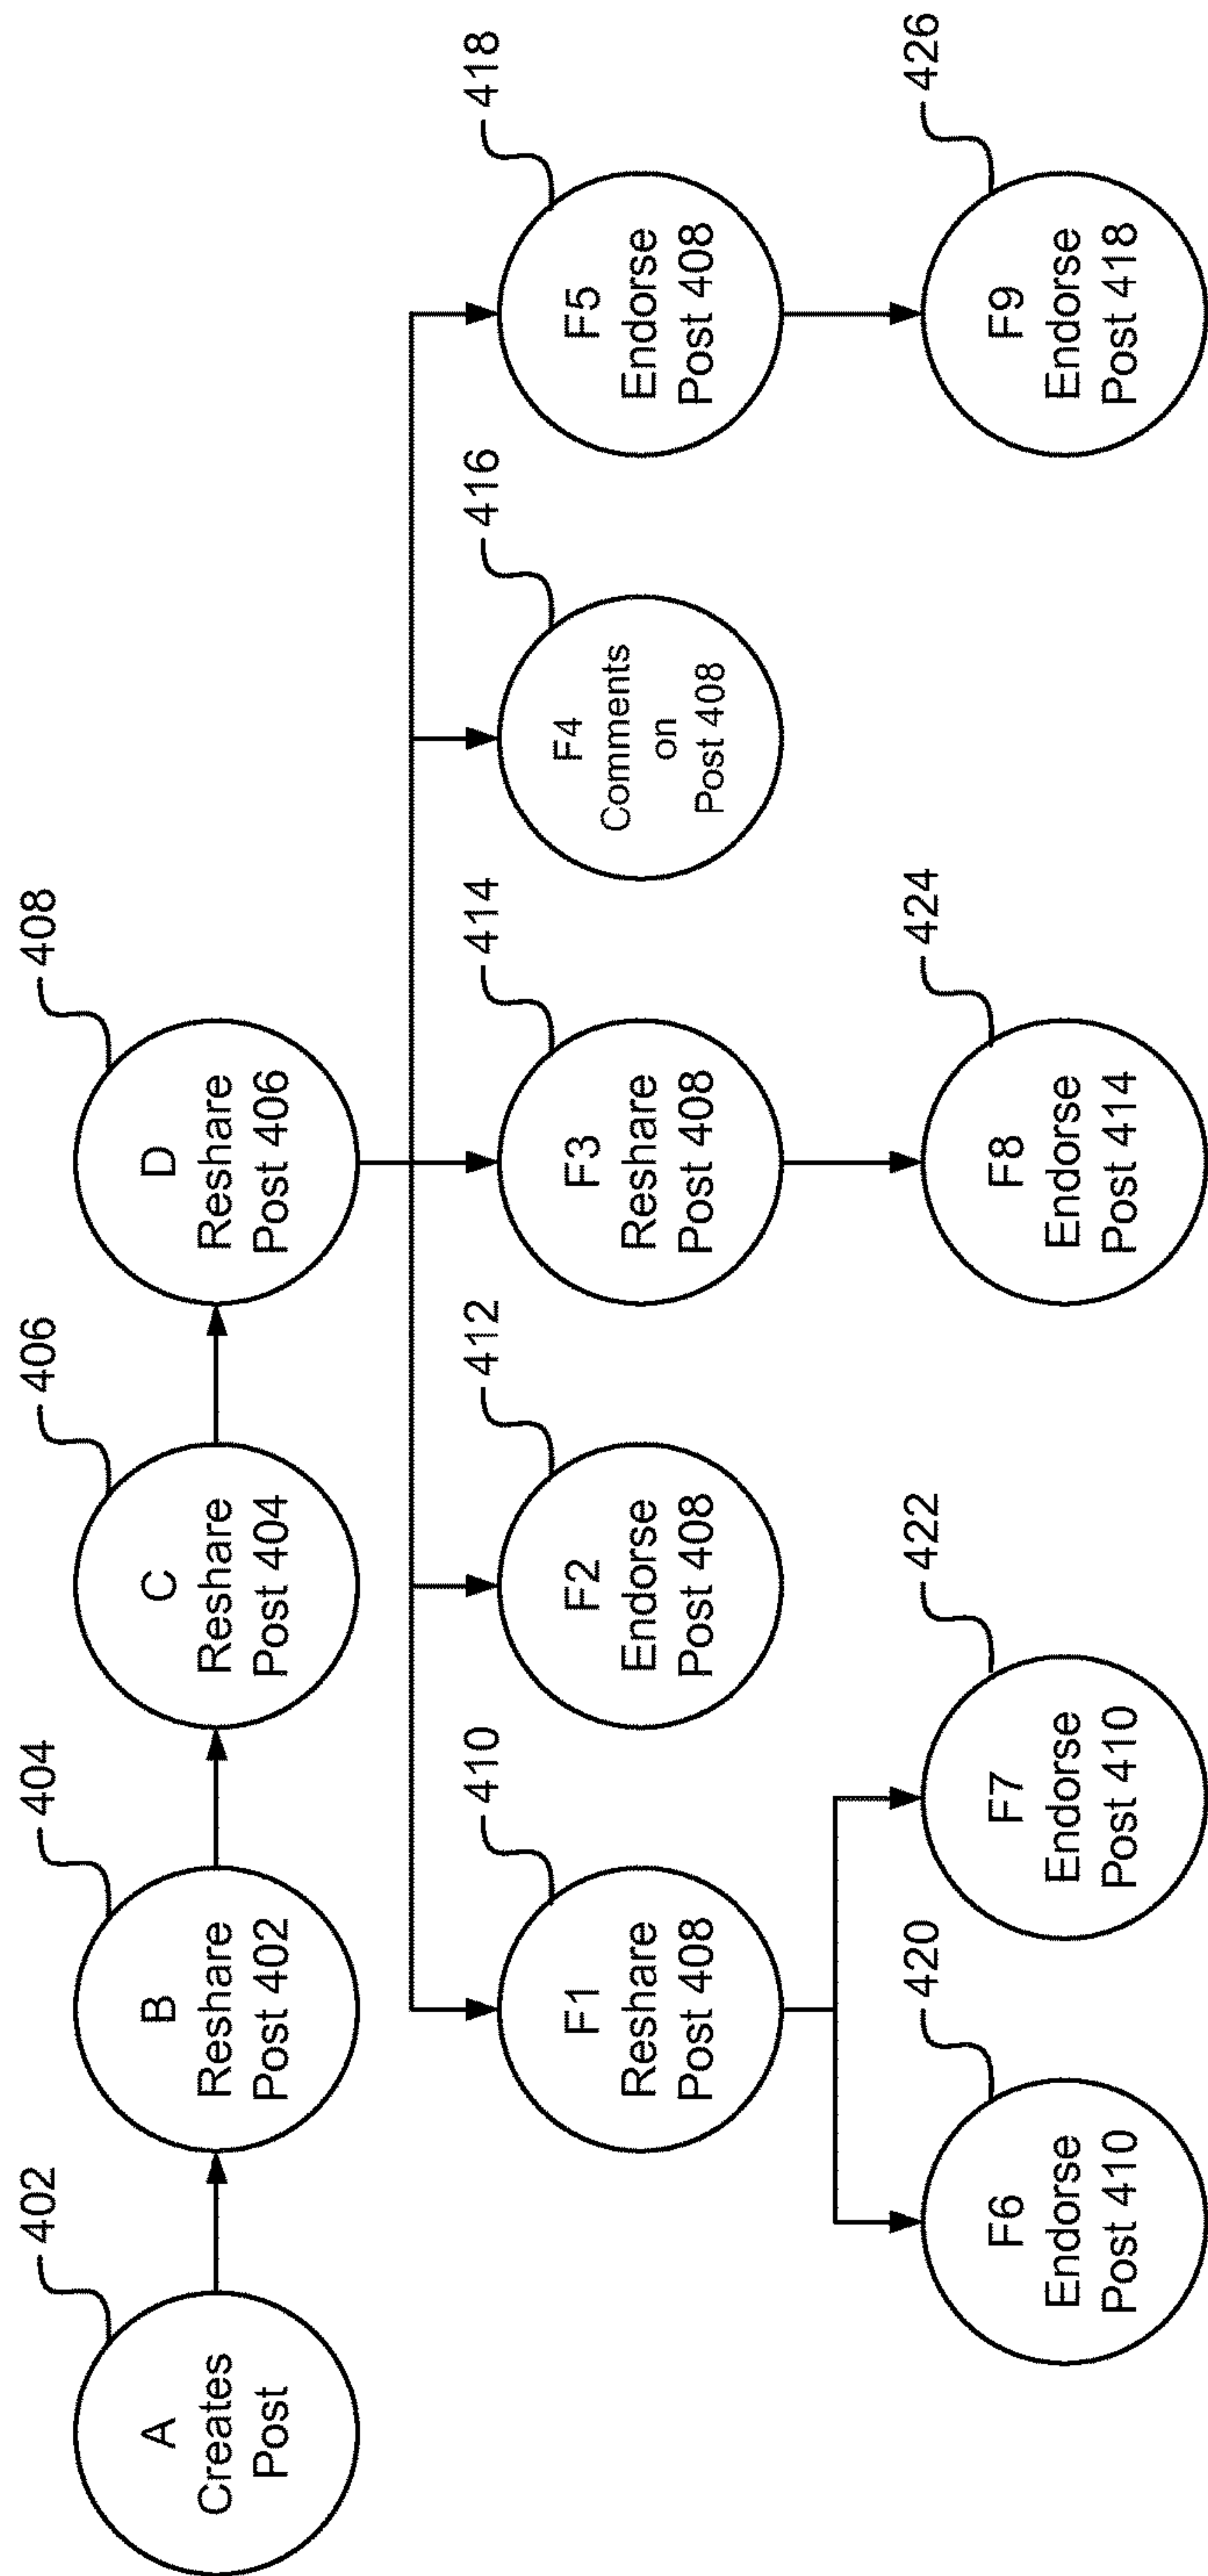 402
404
406
408
A
Creates
Post
B
Reshare
Post 402
C
Reshare
Post 404
D
Reshare
Post 406
410
412
414
416
418
F1
Reshare
Post 408
F2
Endorse
Post 408
F3
Reshare
Post 408
F4
Comments
on
Post 408
F5
Endorse
Post 408
420
422
424
426
F6
Endorse
Post 410
F7
Endorse
Post 410
F8
Endorse
Post 414
F9
Endorse
Post 418